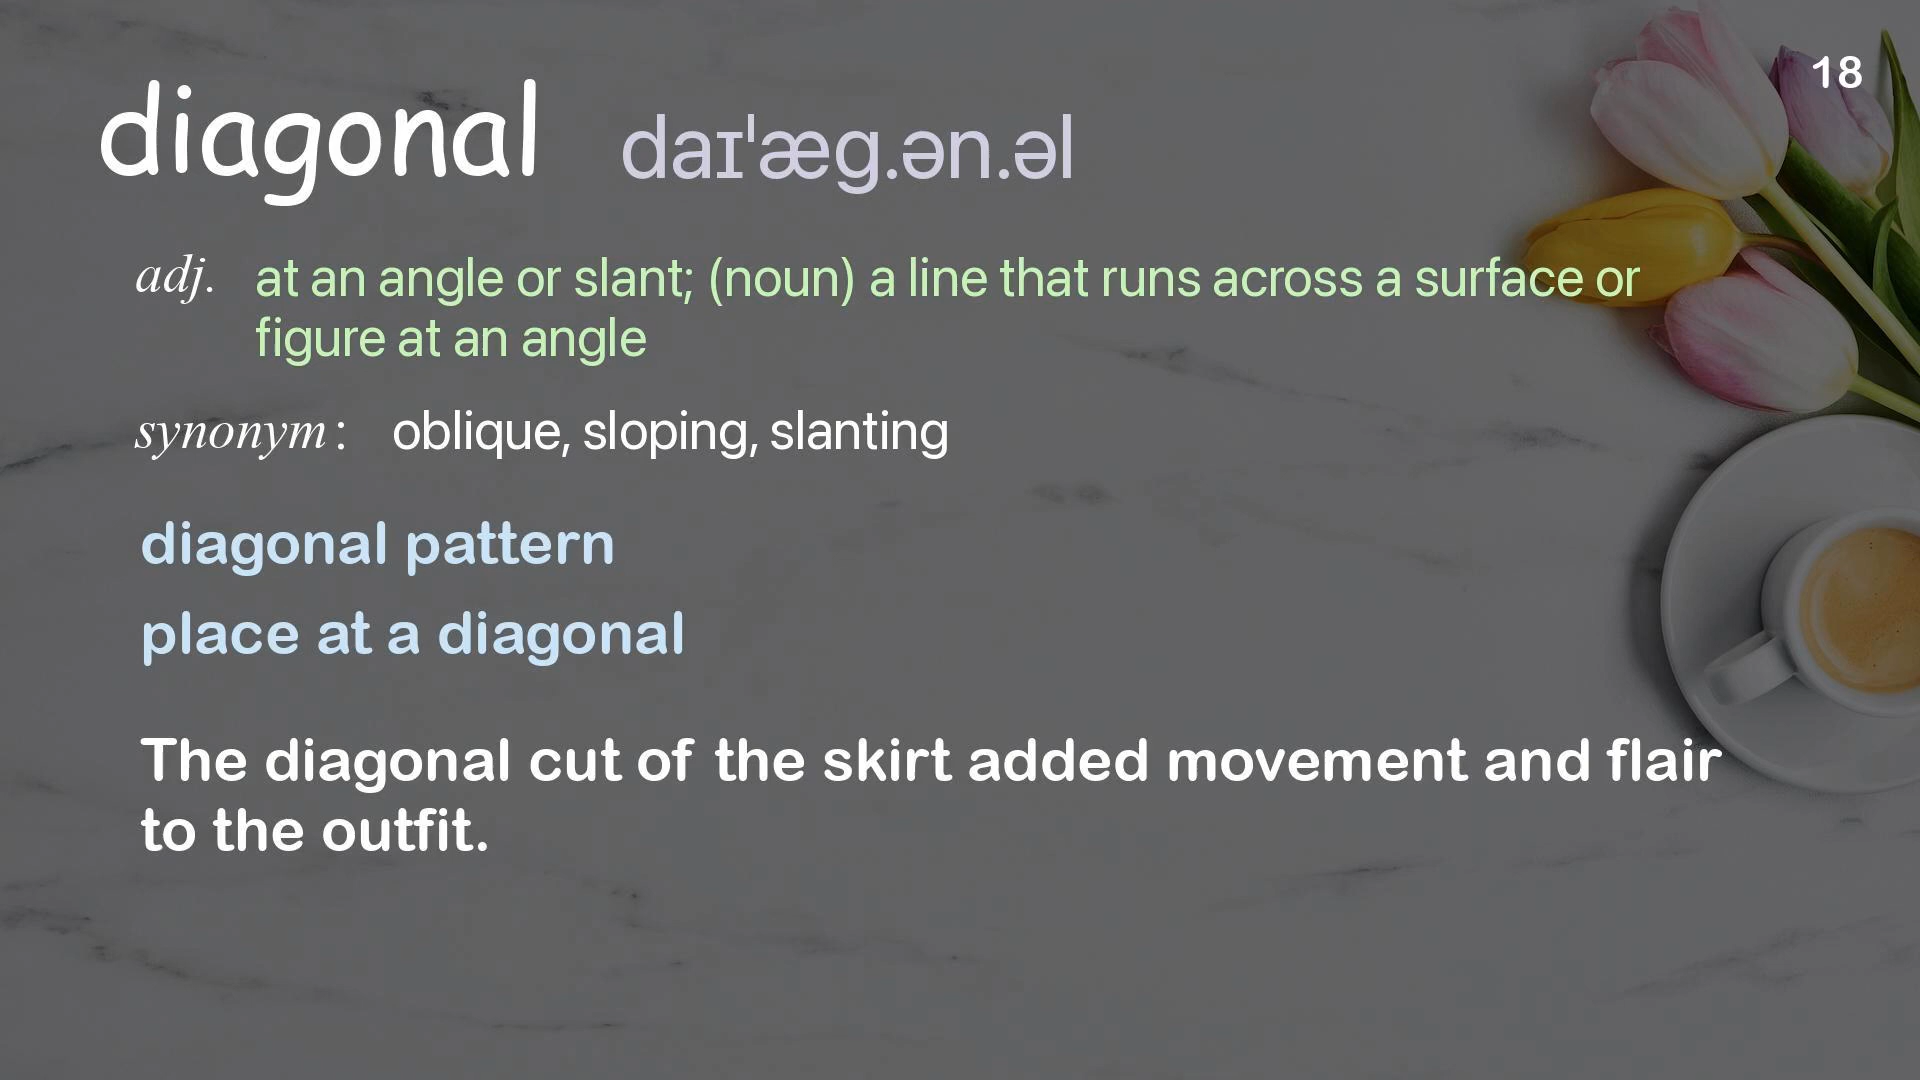 18
diagonal daɪˈæg.ən.əl
adj. at an angle or slant; (noun) a line that runs across a surface or
figure at an angle
synonym: oblique, sloping, slanting
diagonal pattern
place at a diagonal
The diagonal cut of the skirt added movement and flair
to the outfit.